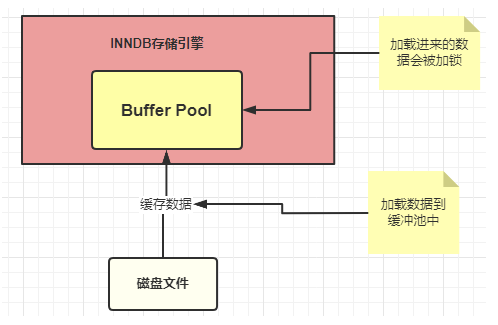 INNDB存储引擎
加载进来的数
据会被加锁
Buffer Pool
缓存数据
加载数据到
缓冲池中
磁盘文件